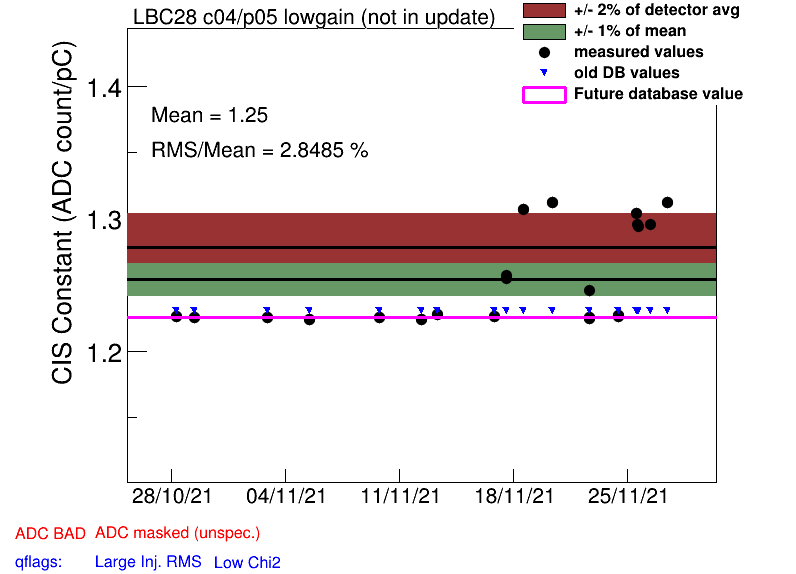 LBC28 c04/p05 lowgain (not in update)
+/- 2% of detector avg
+/- 1% of mean
measured values
old DB values
Future database value
Mean = 1.25
RMS/Mean = 2.8485 %
CIS Constant (ADC count/pC)
1.4
1.3
1.2
28/10/21 04/11/21 11/11/21 18/11/21 25/11/21
ADC BAD ADC masked (unspec.)
qflags: Large Inj. RMS Low Chi2